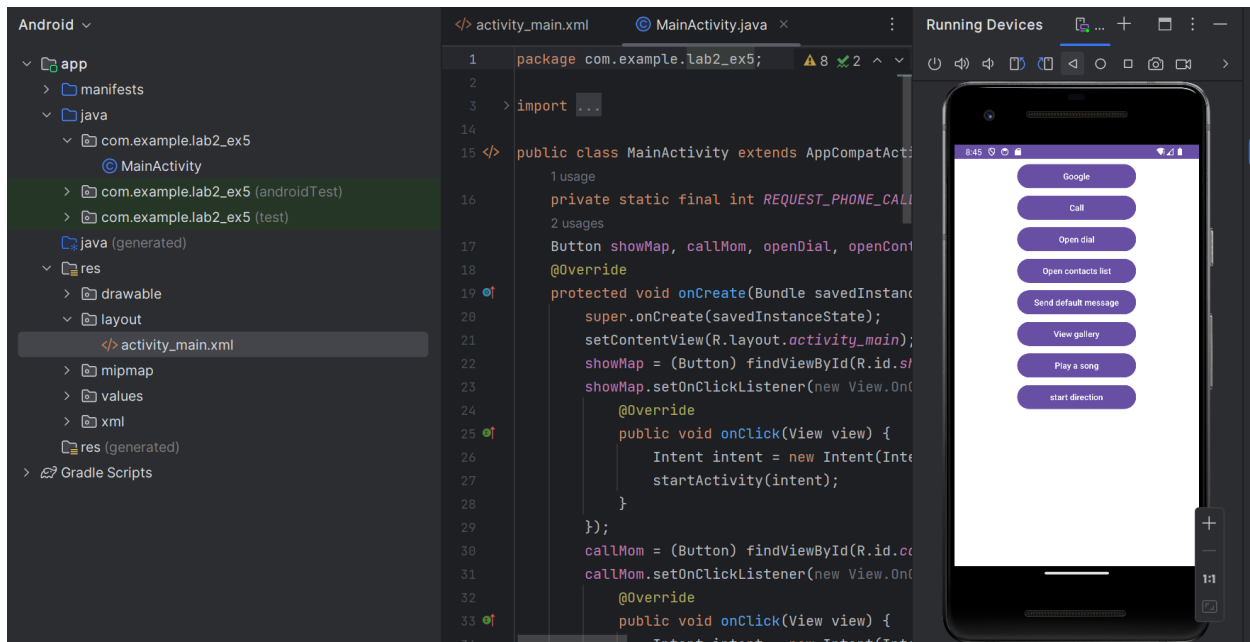 Android
app
manifests
java
com.example.lab2_ex5
MainActivity
com.example.lab2_ex5 (androidTest)
com.example.lab2_ex5 (test)
java (generated)
res
drawable
layout
</> activity_main.xml
mipmap
values
xml
res (generated)
Gradle Scripts
</> activity_main.xml
MainActivity.java
1 package com.example.lab2_ex5; 8 2
2
3 import ...
14
15 </> public class MainActivity extends AppCompatActi
1 usage
16 private static final int REQUEST_PHONE_CALL
2 usages
17 Button showMap, callMom, openDial, openCont
18 @Override
19 protected void onCreate(Bundle savedInstanc
20 super.onCreate(savedInstanceState);
21 setContentView(R.layout.activity_main);
22 showMap = (Button) findViewById(R.id.sh
23 showMap.setOnClickListener(new View.OnC
24 @Override
25 public void onClick(View view) {
26 Intent intent = new Intent(Inte
27 startActivity(intent);
28 }
29 });
30 callMom = (Button) findViewById(R.id.ca
31 callMom.setOnClickListener(new View.OnC
32 @Override
33 public void onClick(View view) {
Running Devices
8:45
Google
Call
Open dial
Open contacts list
Send default message
View gallery
Play a song
start direction
1:1